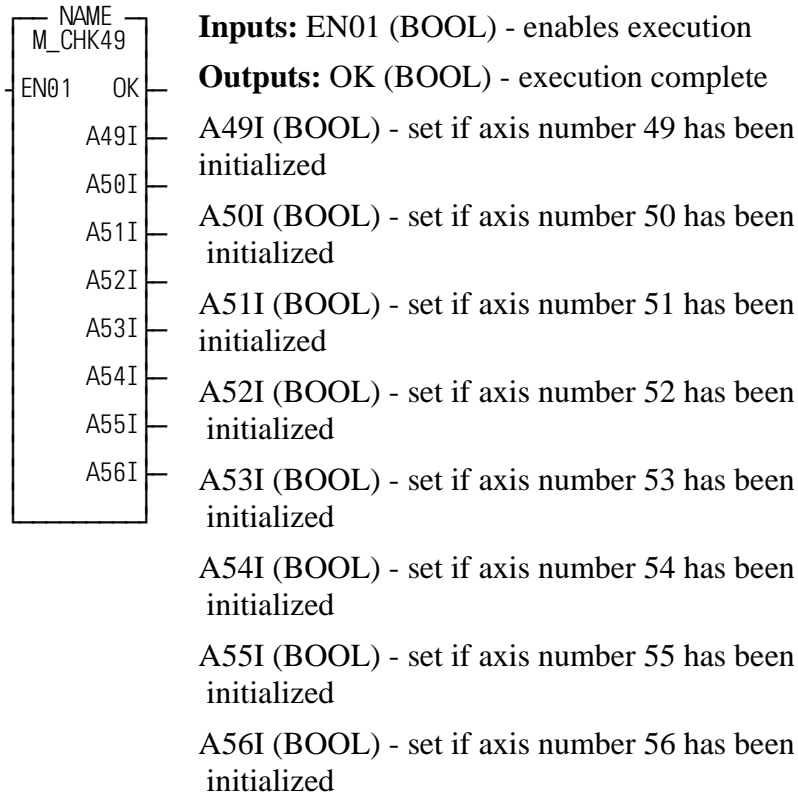 NAME
M_CHK49
EN01 OK
A49I
A50I
A51I
A52I
A53I
A54I
A55I
A56I
Inputs: EN01 (BOOL) - enables execution
Outputs: OK (BOOL) - execution complete
A49I (BOOL) - set if axis number 49 has been
initialized
A50I (BOOL) - set if axis number 50 has been
initialized
A51I (BOOL) - set if axis number 51 has been
initialized
A52I (BOOL) - set if axis number 52 has been
initialized
A53I (BOOL) - set if axis number 53 has been
initialized
A54I (BOOL) - set if axis number 54 has been
initialized
A55I (BOOL) - set if axis number 55 has been
initialized
A56I (BOOL) - set if axis number 56 has been
initialized